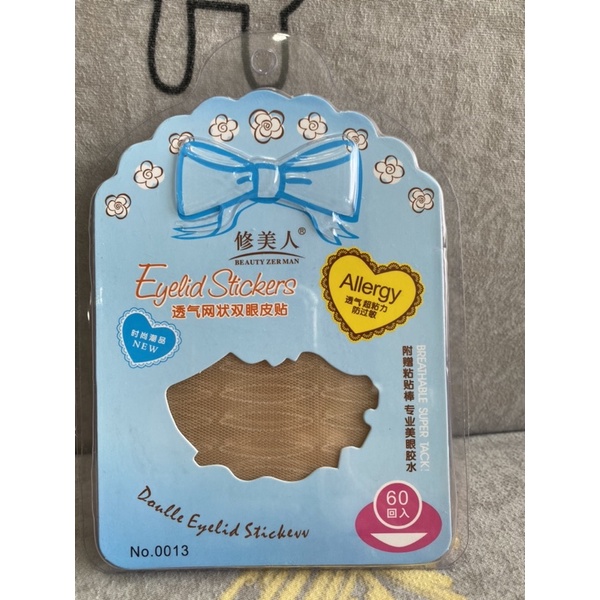 修美人®
BEAUTY ZERMAN
Eyelid Stickers
透气网状双眼皮贴
Allergy
透气 超粘力
防过敏
时尚潮品
NEW
BREATHABLE SUPER TACK!
附赠粘贴棒 专业美眼胶水
60
回入
Doulle Eyelid Stickevv
No.0013